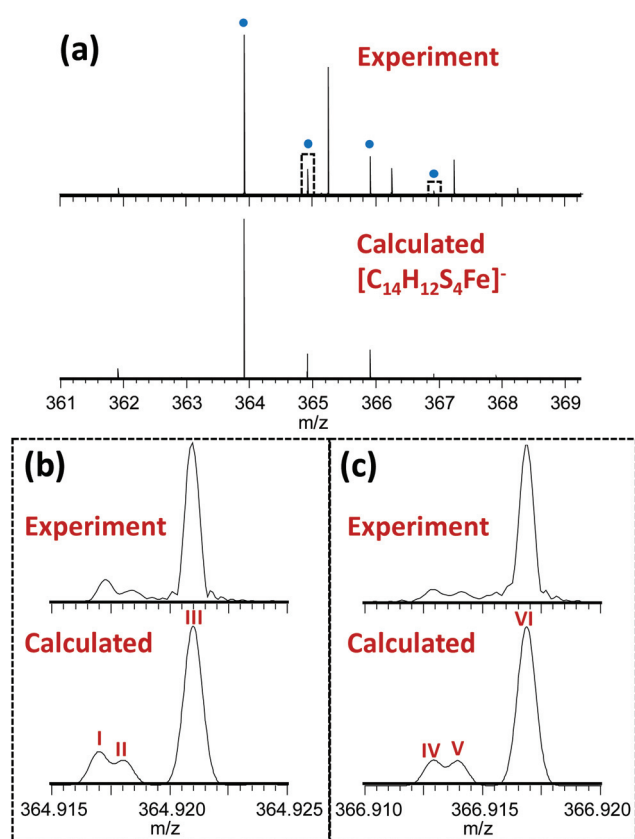 (a)
Experiment
Calculated
[C₁₄H₁₂S₄Fe]⁻
361 362 363 364 365 366 367 368 369
m/z
(b)
Experiment
III
Calculated
I
II
364.915 364.920 364.925
m/z
(c)
Experiment
VI
Calculated
IV
V
366.910 366.915 366.920
m/z